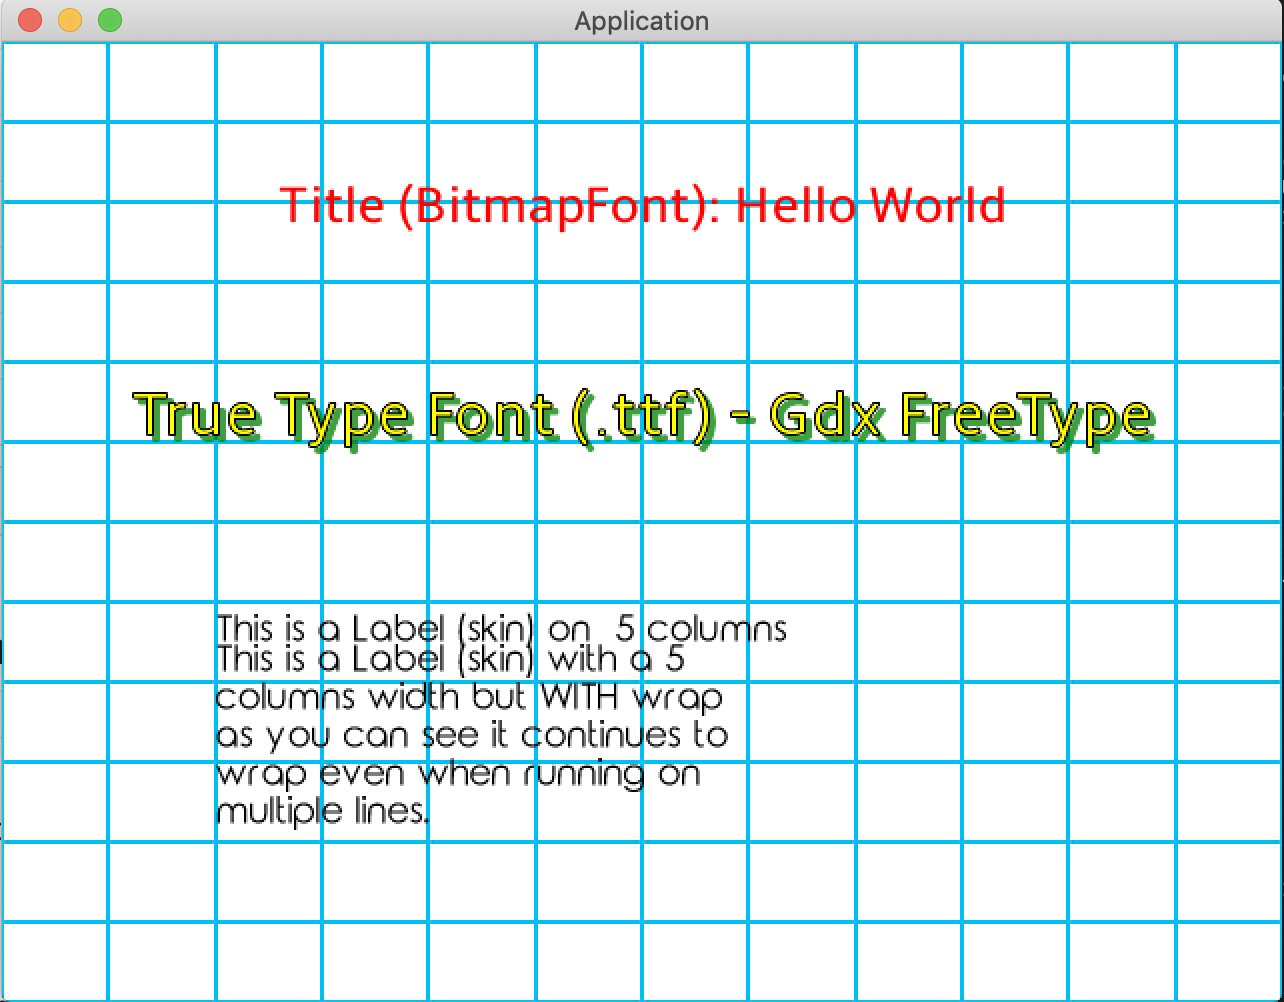 Application
Title (BitmapFont): Hello World
True Type Font (.ttf) - Gdx FreeType
This is a Label (skin) on  5 columns
This is a Label (skin) with a 5
columns width but WITH wrap
as you can see it continues to
wrap even when running on
multiple lines.